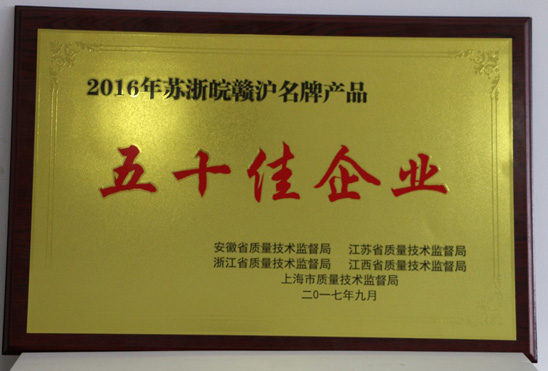 2016年苏浙皖赣沪名牌产品
五十佳企业
安徽省质量技术监督局 江苏省质量技术监督局
浙江省质量技术监督局 江西省质量技术监督局
上海市质量技术监督局
二〇一七年九月